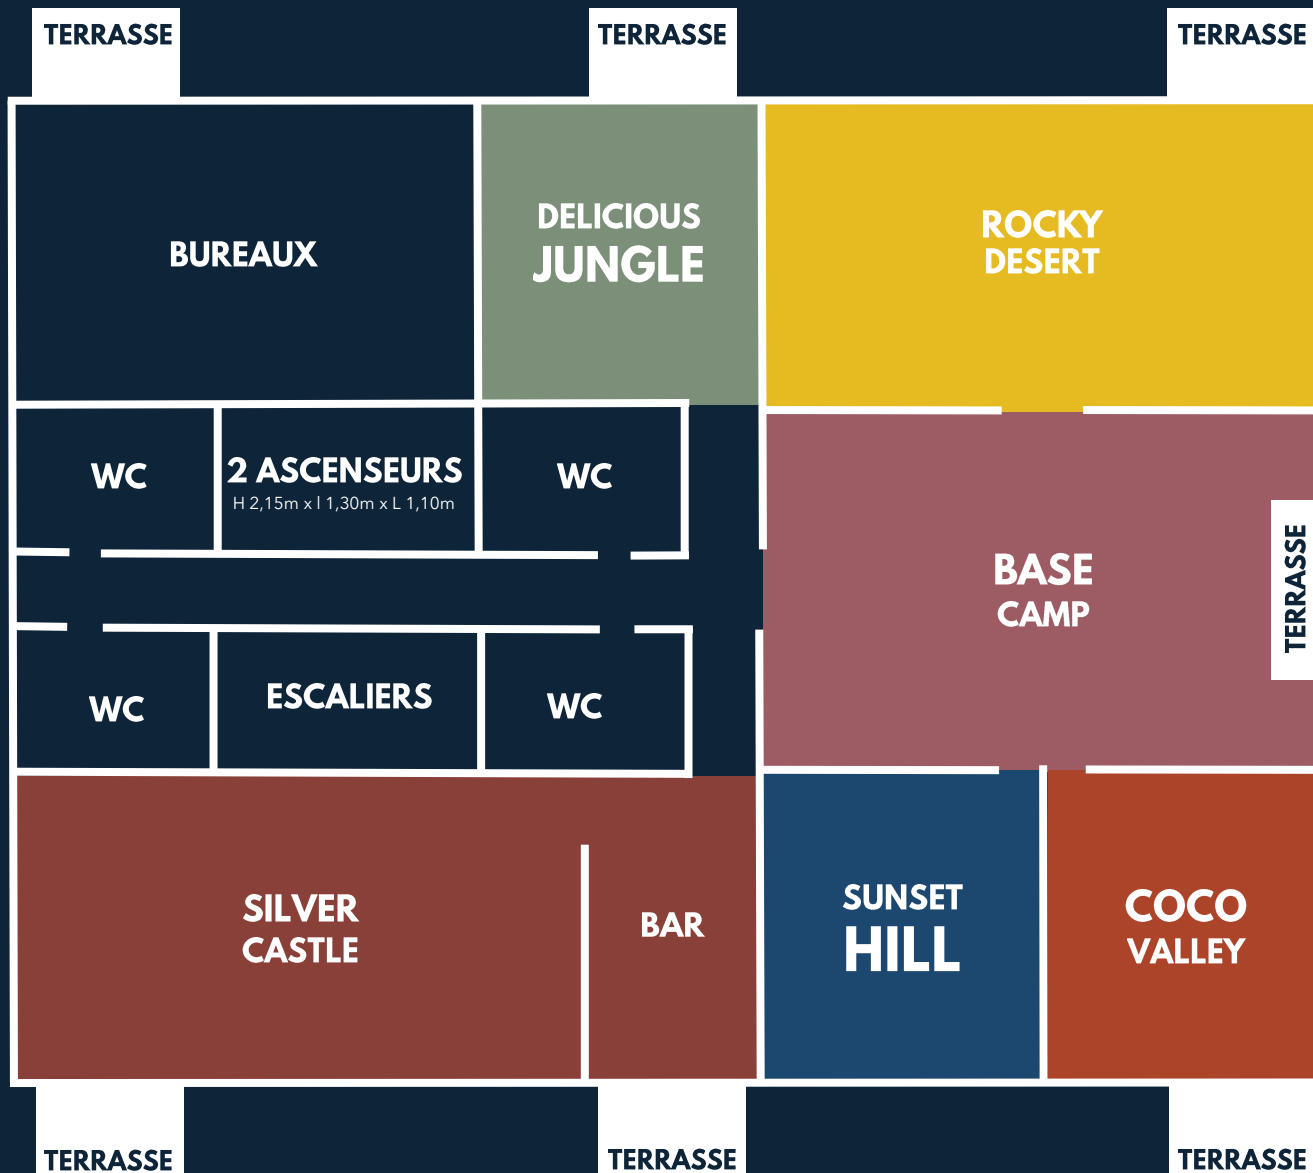 TERRASSE
TERRASSE
TERRASSE
BUREAUX
DELICIOUS
JUNGLE
ROCKY
DESERT
WC
2 ASCENSEURS
H 2,15m x l 1,30m x L 1,10m
WC
BASE
CAMP
TERRASSE
WC
ESCALIERS
WC
SILVER
CASTLE
BAR
SUNSET
HILL
COCO
VALLEY
TERRASSE
TERRASSE
TERRASSE